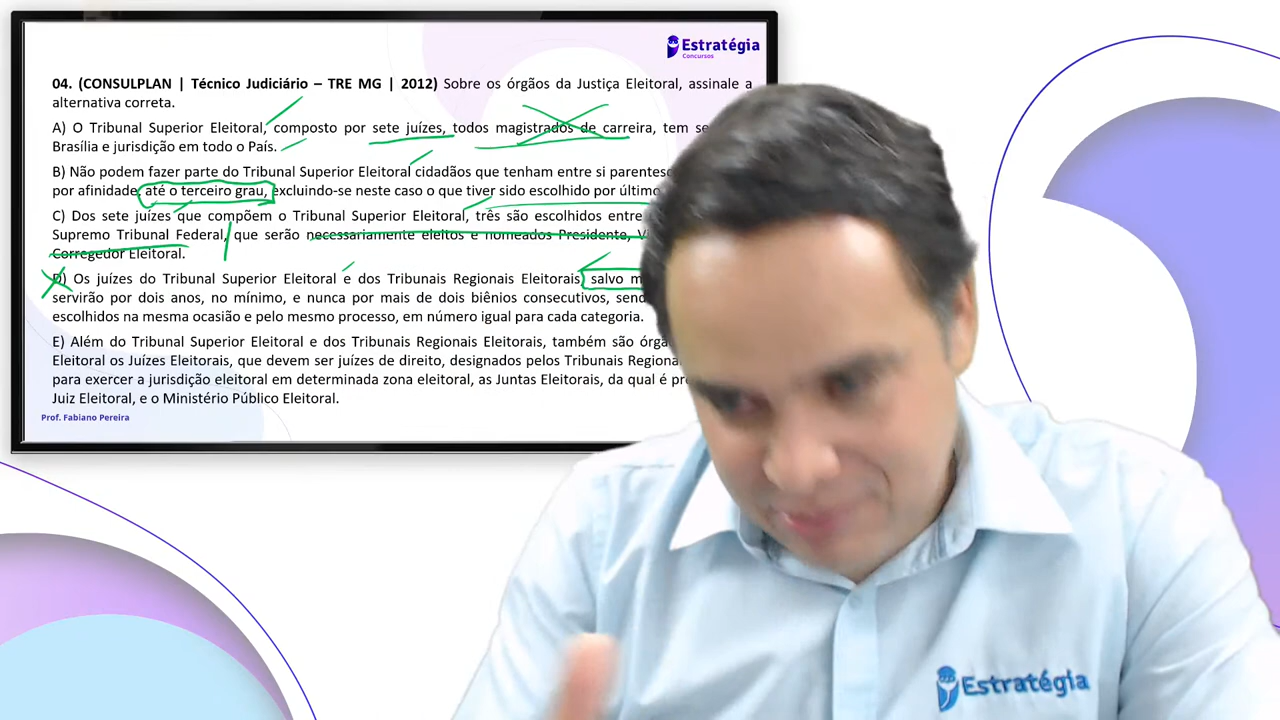 Estratégia
Concursos
04. (CONSULPLAN | Técnico Judiciário – TRE MG | 2012) Sobre os órgãos da Justiça Eleitoral, assinale a
alternativa correta.
A) O Tribunal Superior Eleitoral, composto por sete juízes, todos magistrados de carreira, tem
Brasília e jurisdição em todo o País.
B) Não podem fazer parte do Tribunal Superior Eleitoral cidadãos que tenham entre si
por afinidade, até o terceiro grau, excluindo-se neste caso o que tiver sido escolhido por último
C) Dos sete juízes que compõem o Tribunal Superior Eleitoral, três são escolhidos entre
Supremo Tribunal Federal, que serão necessariamente eleitos e nomeados Presidente,
Corregedor Eleitoral.
D) Os juízes do Tribunal Superior Eleitoral e dos Tribunais Regionais Eleitorais, salvo
servirão por dois anos, no mínimo, e nunca por mais de dois biênios consecutivos,
escolhidos na mesma ocasião e pelo mesmo processo, em número igual para cada categoria.
E) Além do Tribunal Superior Eleitoral e dos Tribunais Regionais Eleitorais, também são
Eleitoral os Juízes Eleitorais, que devem ser juízes de direito, designados pelos Tribunais
para exercer a jurisdição eleitoral em determinada zona eleitoral, as Juntas Eleitorais, da qual é
Juiz Eleitoral, e o Ministério Público Eleitoral.
Prof. Fabiano Pereira
Estratégia